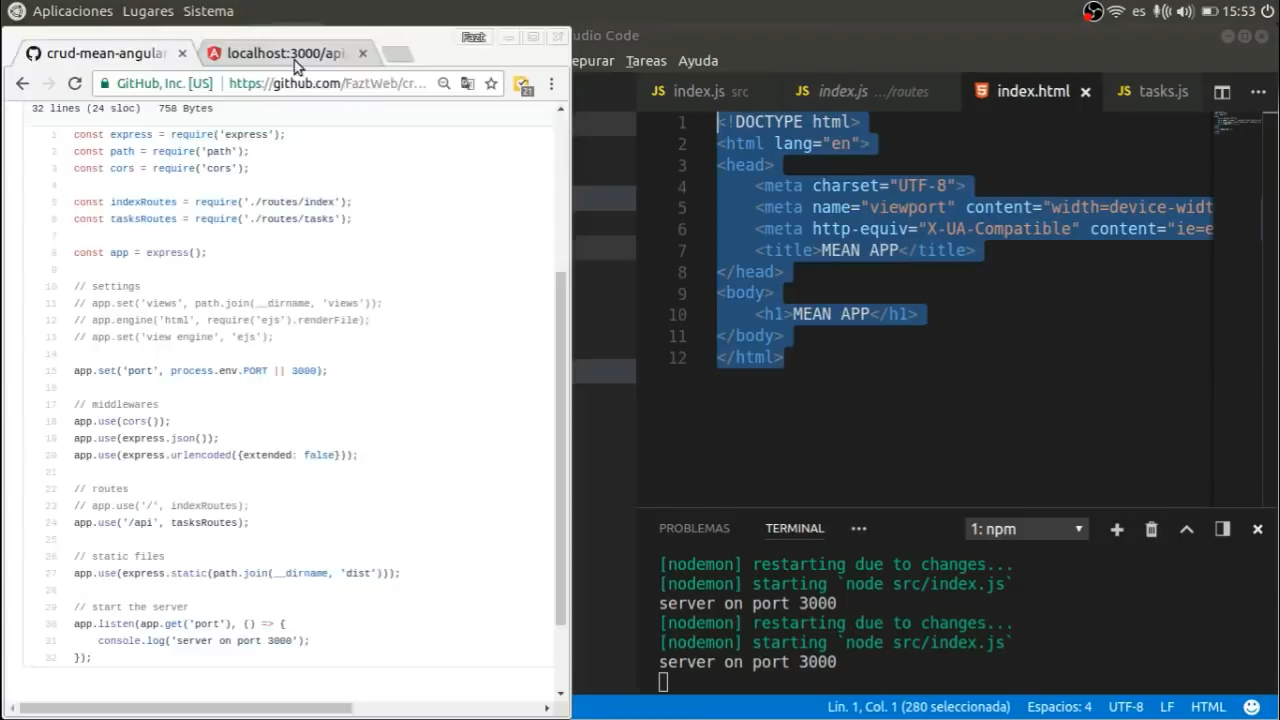 Aplicaciones Lugares Sistema
es
15:53
Fazt
crud-mean-angular
localhost:3000/api
udio Code
epurar Tareas Ayuda
GitHub, Inc. [US] https://github.com/FaztWeb/cr...
21
index.js src
index.js .../routes
index.html
tasks.js
32 lines (24 sloc) 758 Bytes
1 const express = require('express');
2 const path = require('path');
3 const cors = require('cors');
4
5 const indexRoutes = require('./routes/index');
6 const tasksRoutes = require('./routes/tasks');
7
8 const app = express();
9
10 // settings
11 // app.set('views', path.join(__dirname, 'views'));
12 // app.engine('html', require('ejs').renderFile);
13 // app.set('view engine', 'ejs');
14
15 app.set('port', process.env.PORT || 3000);
16
17 // middlewares
18 app.use(cors());
19 app.use(express.json());
20 app.use(express.urlencoded({extended: false}));
21
22 // routes
23 // app.use('/', indexRoutes);
24 app.use('/api', tasksRoutes);
25
26 // static files
27 app.use(express.static(path.join(__dirname, 'dist')));
28
29 // start the server
30 app.listen(app.get('port'), () => {
31 console.log('server on port 3000');
32 });
1 <!DOCTYPE html>
2 <html lang="en">
3 <head>
4 <meta charset="UTF-8">
5 <meta name="viewport" content="width=device-widt
6 <meta http-equiv="X-UA-Compatible" content="ie=e
7 <title>MEAN APP</title>
8 </head>
9 <body>
10 <h1>MEAN APP</h1>
11 </body>
12 </html>
PROBLEMAS TERMINAL ••• 1: npm
[nodemon] restarting due to changes...
[nodemon] starting `node src/index.js`
server on port 3000
[nodemon] restarting due to changes...
[nodemon] starting `node src/index.js`
server on port 3000
Lín. 1, Col. 1 (280 seleccionada) Espacios: 4 UTF-8 LF HTML